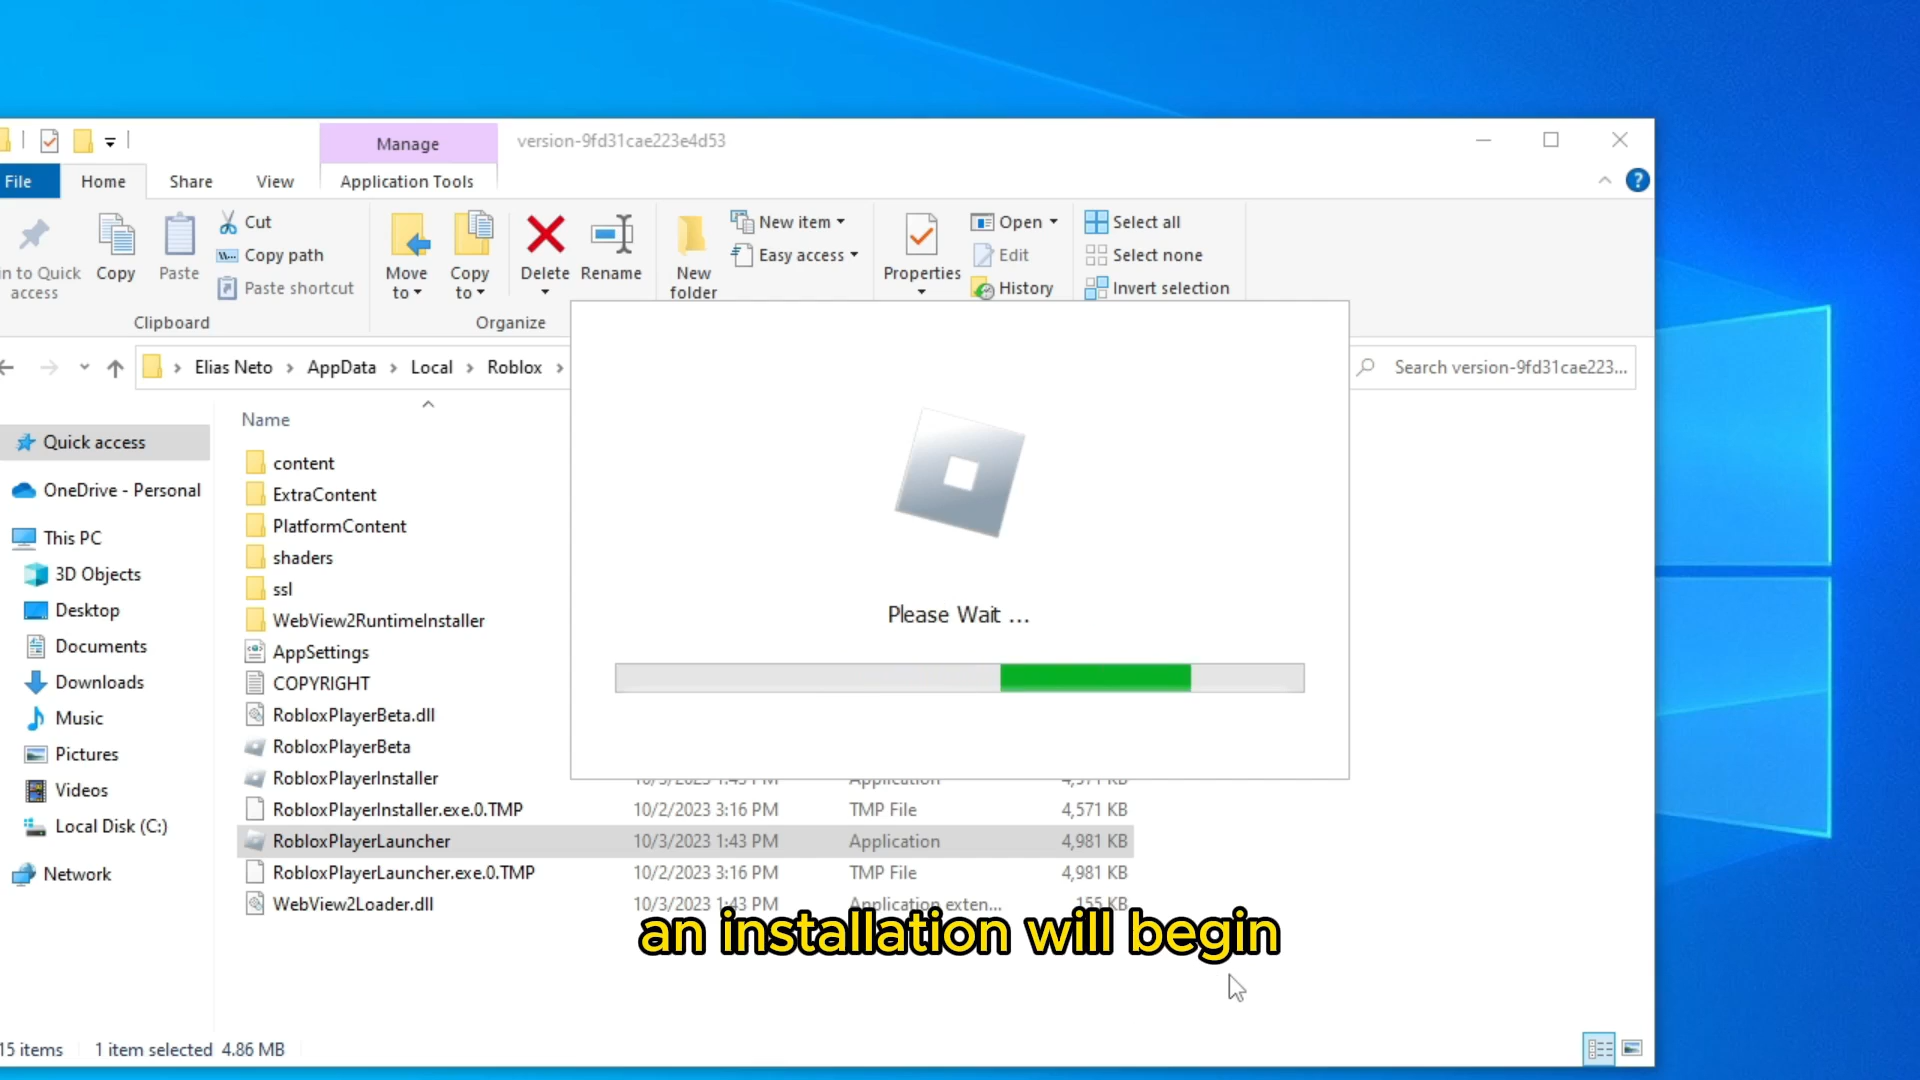 Manage
version-9fd31cae223e4d53
File
Home
Share
View
Application Tools
Cut
Copy path
Paste shortcut
in to Quick
access
Copy
Paste
Move
to
Copy
to
Delete
Rename
New
folder
New item
Easy access
Properties
Open
Edit
History
Select all
Select none
Invert selection
Clipboard
Organize
Elias Neto
AppData
Local
Roblox
Search version-9fd31cae223...
Name
Quick access
OneDrive - Personal
This PC
3D Objects
Desktop
Documents
Downloads
Music
Pictures
Videos
Local Disk (C:)
Network
content
ExtraContent
PlatformContent
shaders
ssl
WebView2RuntimeInstaller
AppSettings
COPYRIGHT
RobloxPlayerBeta.dll
RobloxPlayerBeta
RobloxPlayerInstaller 10/3/2023 1:43 PM Application 4,571 KB
RobloxPlayerInstaller.exe.0.TMP 10/2/2023 3:16 PM TMP File 4,571 KB
RobloxPlayerLauncher 10/3/2023 1:43 PM Application 4,981 KB
RobloxPlayerLauncher.exe.0.TMP 10/2/2023 3:16 PM TMP File 4,981 KB
WebView2Loader.dll 10/3/2023 1:43 PM Application exten... 155 KB
Please Wait ...
an installation will begin
15 items 1 item selected 4.86 MB